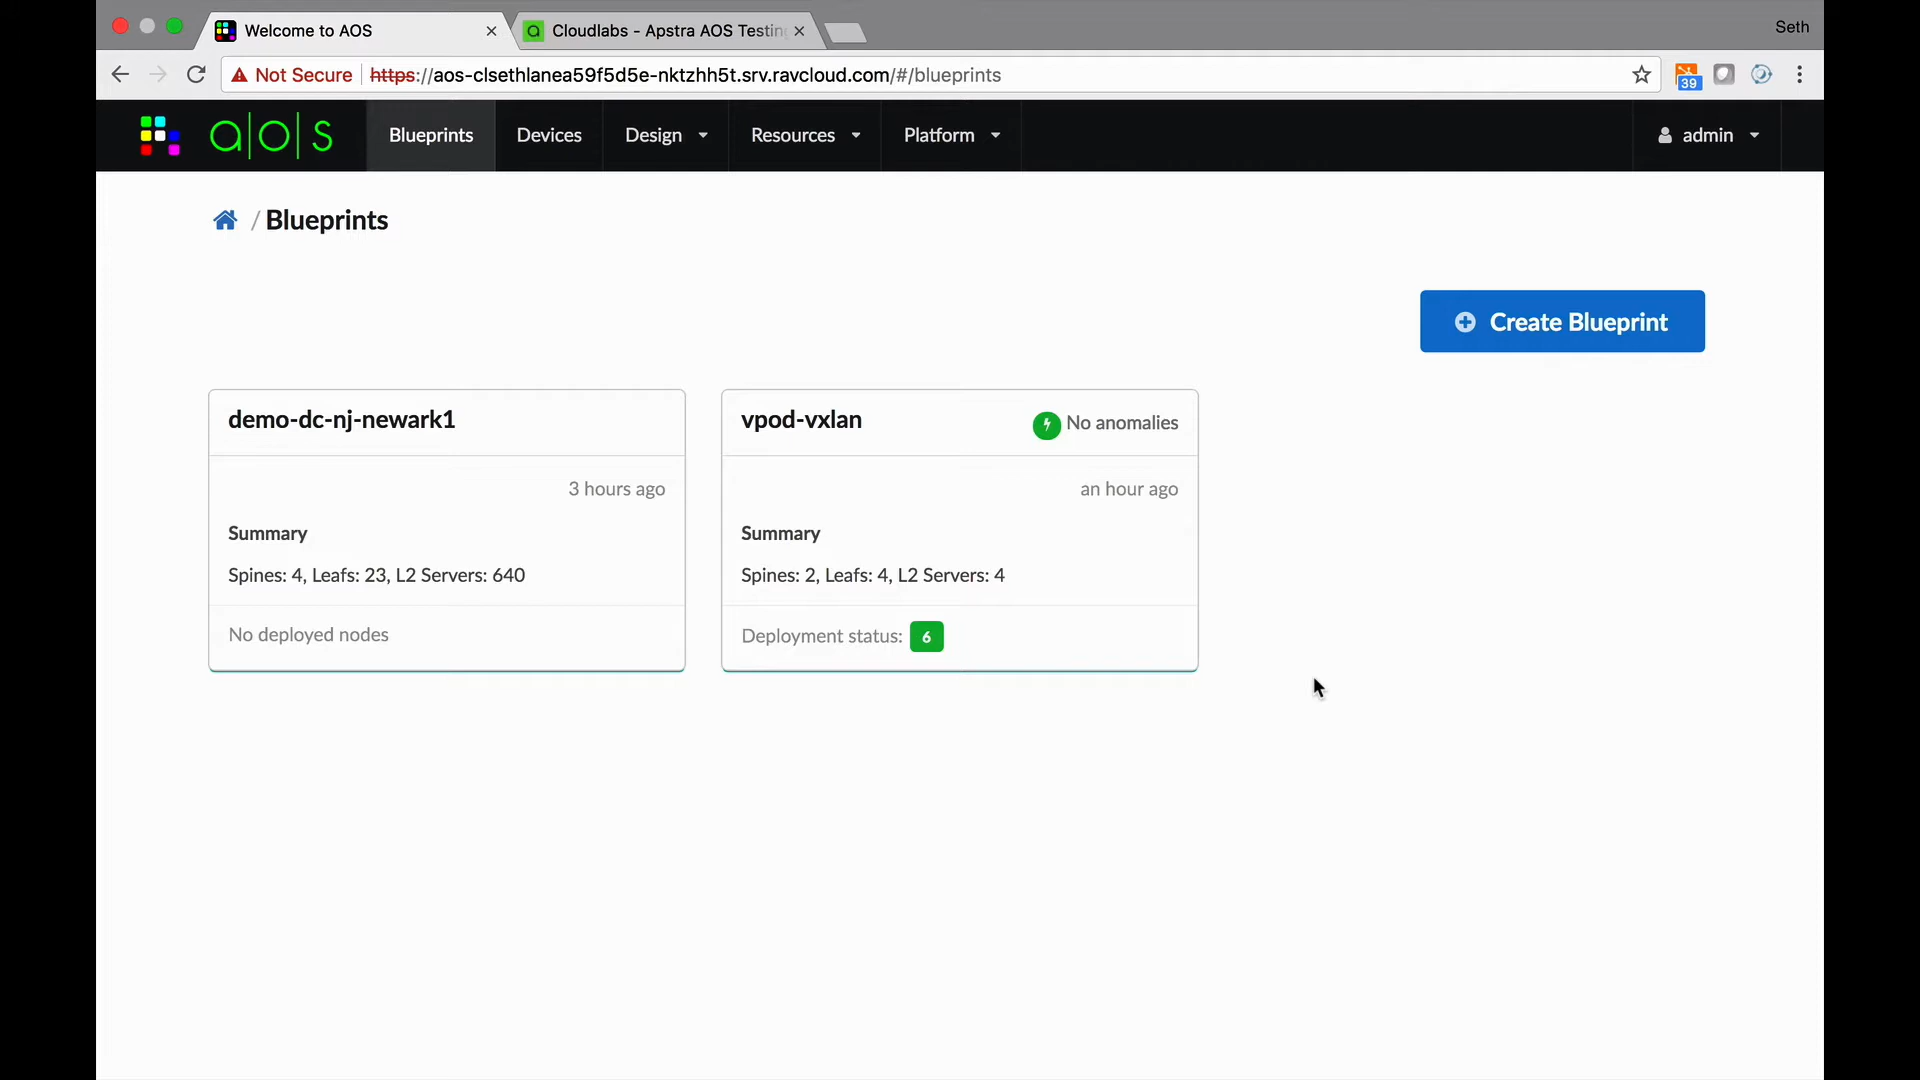 Welcome to AOS
Cloudlabs - Apstra AOS Testing
Seth
Not Secure https://aos-clsethlanea59f5d5e-nktzhh5t.srv.ravcloud.com/#/blueprints
39
a|o|s Blueprints Devices Design Resources Platform admin
/ Blueprints
Create Blueprint
demo-dc-nj-newark1
3 hours ago
Summary
Spines: 4, Leafs: 23, L2 Servers: 640
No deployed nodes
vpod-vxlan No anomalies
an hour ago
Summary
Spines: 2, Leafs: 4, L2 Servers: 4
Deployment status: 6